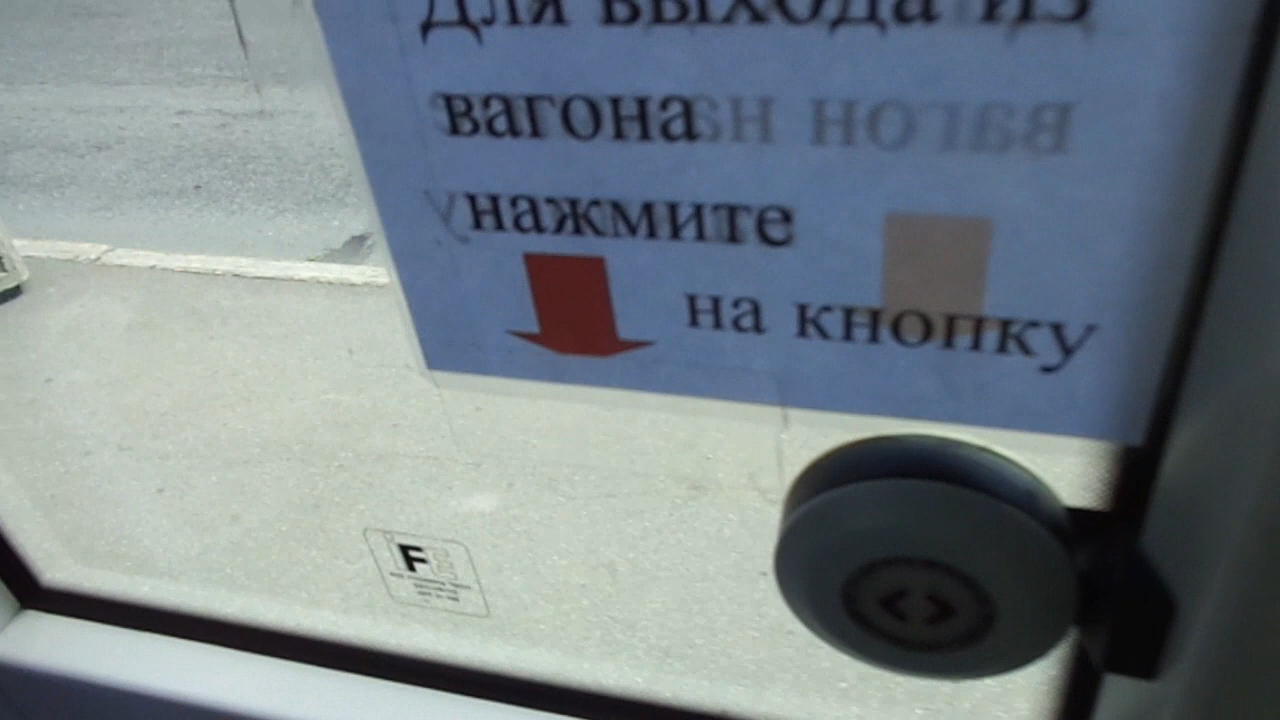 Для выхода из
вагона
нажмите
на кнопку
F